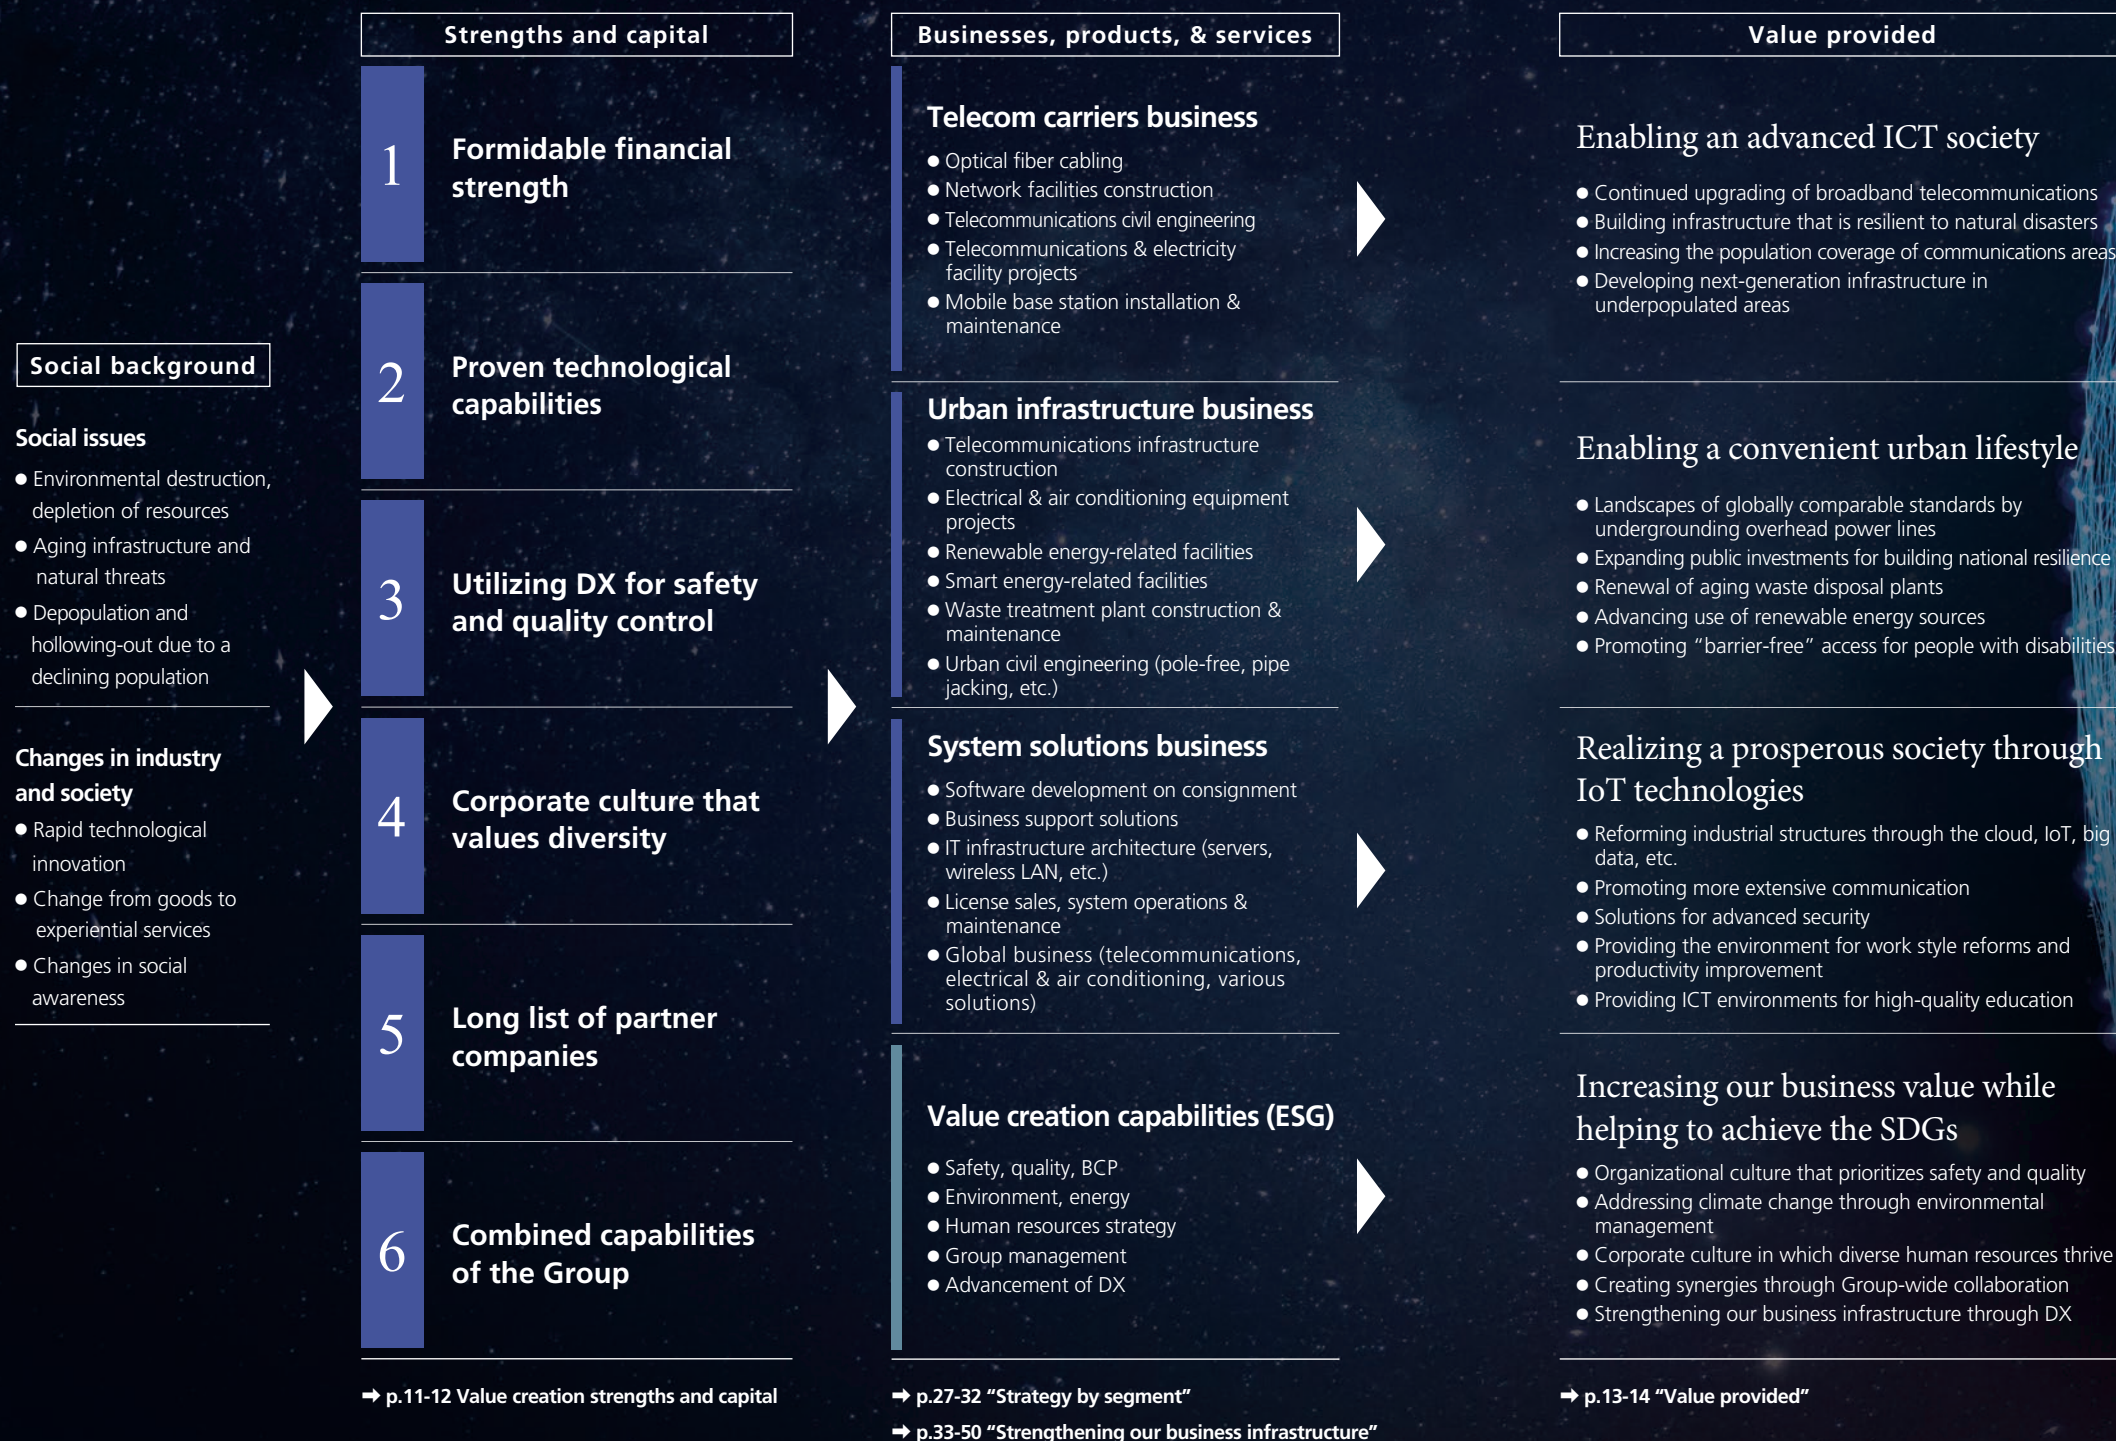 Social background
Social issues
● Environmental destruction,
depletion of resources
● Aging infrastructure and
natural threats
● Depopulation and
hollowing-out due to a
declining population
Changes in industry
and society
● Rapid technological
innovation
● Change from goods to
experiential services
● Changes in social
awareness
Strengths and capital
1
Formidable financial
strength
2
Proven technological
capabilities
3
Utilizing DX for safety
and quality control
4
Corporate culture that
values diversity
5
Long list of partner
companies
6
Combined capabilities
of the Group
➡ p.11-12 Value creation strengths and capital
Businesses, products, & services
Telecom carriers business
● Optical fiber cabling
● Network facilities construction
● Telecommunications civil engineering
● Telecommunications & electricity
facility projects
● Mobile base station installation &
maintenance
Urban infrastructure business
● Telecommunications infrastructure
construction
● Electrical & air conditioning equipment
projects
● Renewable energy-related facilities
● Smart energy-related facilities
● Waste treatment plant construction &
maintenance
● Urban civil engineering (pole-free, pipe
jacking, etc.)
System solutions business
● Software development on consignment
● Business support solutions
● IT infrastructure architecture (servers,
wireless LAN, etc.)
● License sales, system operations &
maintenance
● Global business (telecommunications,
electrical & air conditioning, various
solutions)
Value creation capabilities (ESG)
● Safety, quality, BCP
● Environment, energy
● Human resources strategy
● Group management
● Advancement of DX
➡ p.27-32 “Strategy by segment”
➡ p.33-50 “Strengthening our business infrastructure”
Value provided
Enabling an advanced ICT society
● Continued upgrading of broadband telecommunications
● Building infrastructure that is resilient to natural disasters
● Increasing the population coverage of communications areas
● Developing next-generation infrastructure in
underpopulated areas
Enabling a convenient urban lifestyle
● Landscapes of globally comparable standards by
undergrounding overhead power lines
● Expanding public investments for building national resilience
● Renewal of aging waste disposal plants
● Advancing use of renewable energy sources
● Promoting “barrier-free” access for people with disabilities
Realizing a prosperous society through
IoT technologies
● Reforming industrial structures through the cloud, IoT, big
data, etc.
● Promoting more extensive communication
● Solutions for advanced security
● Providing the environment for work style reforms and
productivity improvement
● Providing ICT environments for high-quality education
Increasing our business value while
helping to achieve the SDGs
● Organizational culture that prioritizes safety and quality
● Addressing climate change through environmental
management
● Corporate culture in which diverse human resources thrive
● Creating synergies through Group-wide collaboration
● Strengthening our business infrastructure through DX
➡ p.13-14 “Value provided”